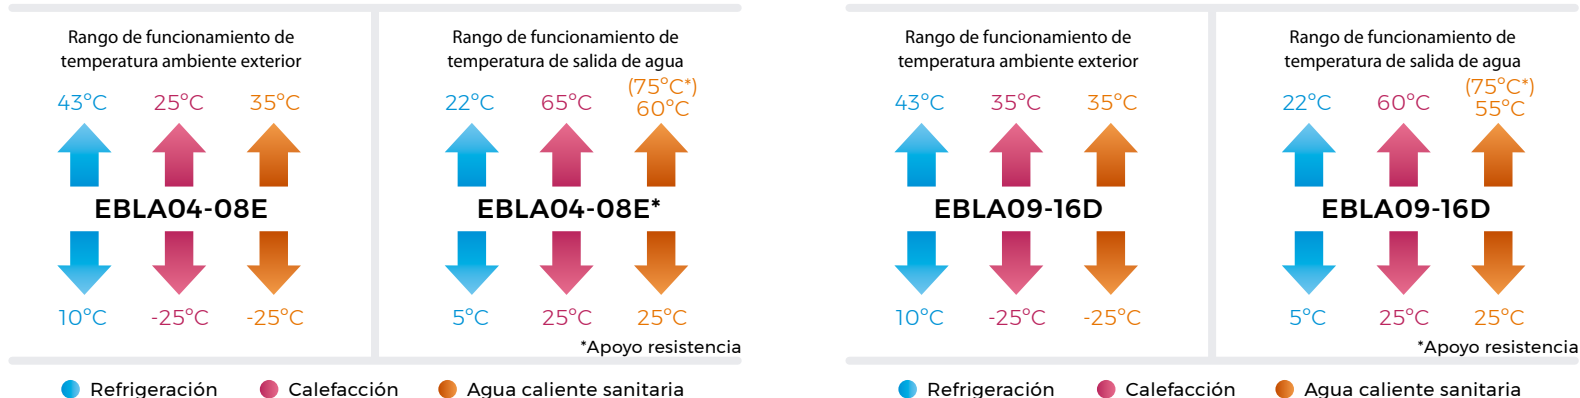 Rango de funcionamiento de
temperatura ambiente exterior
43°C 25°C 35°C
EBLA04-08E
10°C -25°C -25°C
Rango de funcionamiento de
temperatura de salida de agua
(75°C*)
22°C 65°C 60°C
EBLA04-08E*
5°C 25°C 25°C
*Apoyo resistencia
Refrigeración Calefacción Agua caliente sanitaria
Rango de funcionamiento de
temperatura ambiente exterior
43°C 35°C 35°C
EBLA09-16D
10°C -25°C -25°C
Rango de funcionamiento de
temperatura de salida de agua
(75°C*)
22°C 60°C 55°C
EBLA09-16D
5°C 25°C 25°C
*Apoyo resistencia
Refrigeración Calefacción Agua caliente sanitaria